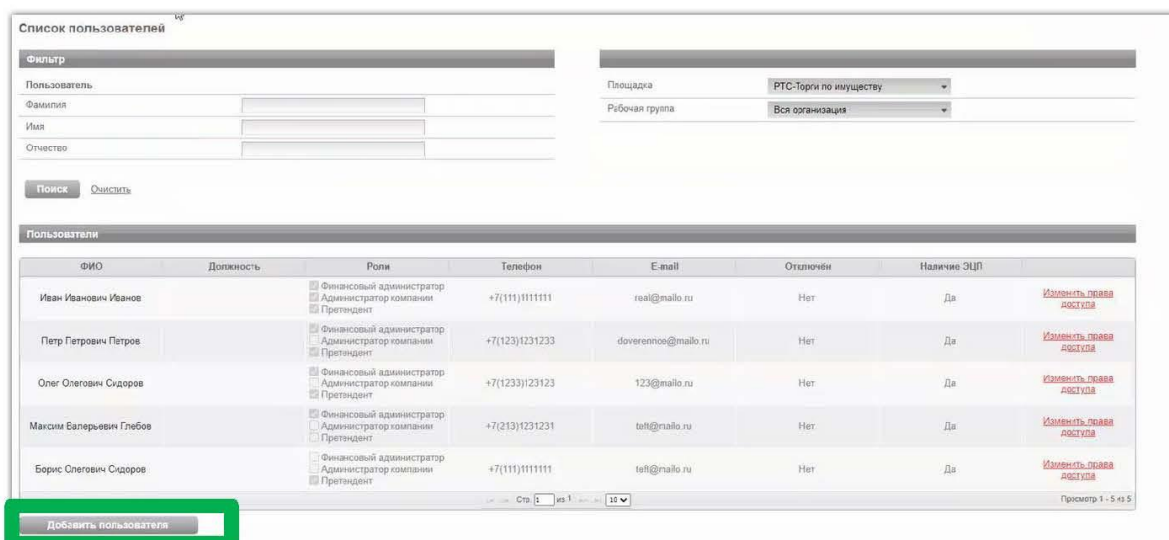 Список пользователей
Фильтр
Пользователь
Фамилия
Имя
Отчество
Площадка РТС-Торги по имуществу
Рабочая группа Вся организация
Поиск Очистить
Пользователи
ФИО Должность Роли Телефон E-mail Отключён Наличие ЭЦП
Финансовый администратор
Иван Иванович Иванов Администратор компании +7(111)1111111 real@mailo.ru Нет Да Изменить права доступа
Претендент
Финансовый администратор
Петр Петрович Петров Администратор компании +7(123)1231233 doverennoe@mailo.ru Нет Да Изменить права доступа
Претендент
Финансовый администратор
Олег Олегович Сидоров Администратор компании +7(1233)123123 123@mailo.ru Нет Да Изменить права доступа
Претендент
Финансовый администратор
Максим Валерьевич Глебов Администратор компании +7(213)1231231 Нет Да Изменить права доступа
Претендент
Финансовый администратор
Борис Олегович Сидоров Администратор компании +7(111)1111111 Нет Да Изменить права доступа
Претендент
Стр. 1 из 1 10 Просмотр 1 - 5 из 5
Добавить пользователя